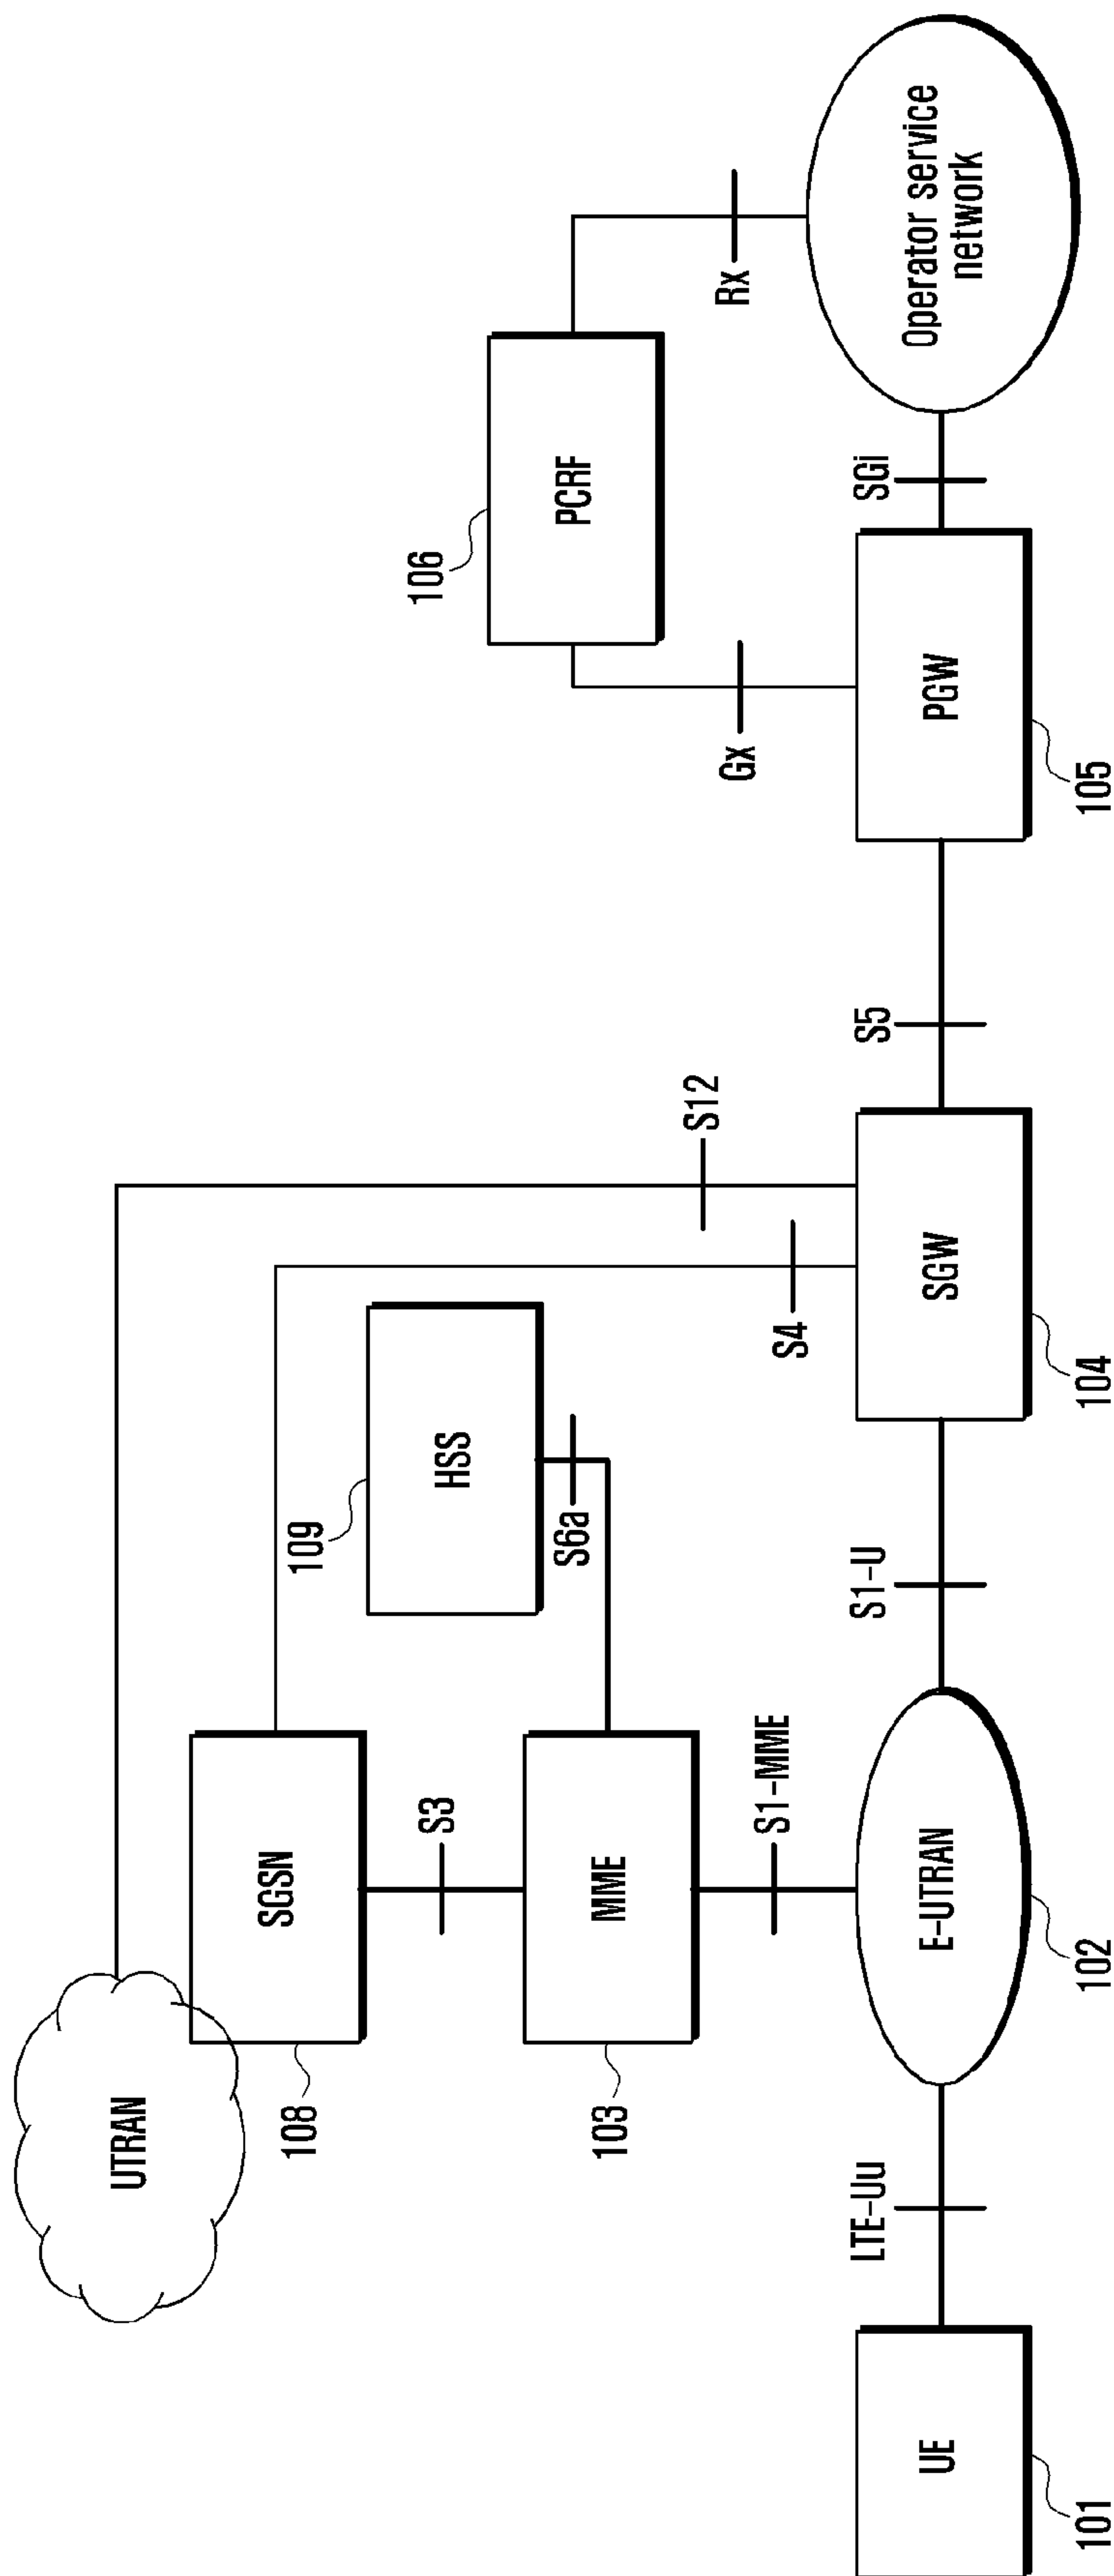 UTRAN
SGSN
108
S3
109
HSS
S6a
MME
103
S1-MME
S4
S12
106
PCRF
Gx
Rx
UE
101
LTE-Uu
E-UTRAN
102
S1-U
SGW
104
S5
PGW
105
SGi
Operator service
network